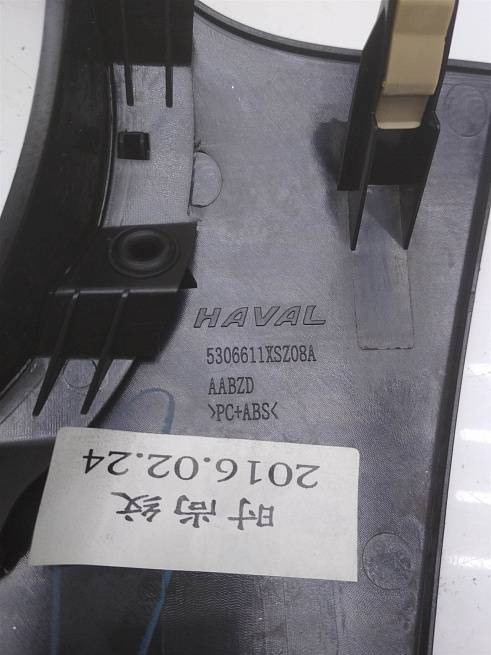 HAVAL
5306611XSZ08A
AABZD
>PC+ABS<
时尚纹
2016.02.24